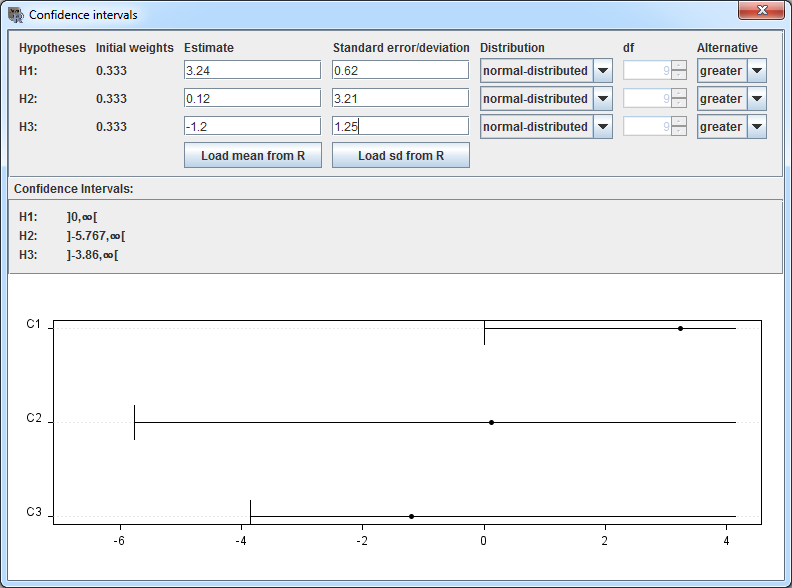 Confidence intervals
Hypotheses Initial weights Estimate Standard error/deviation Distribution df Alternative
H1: 0.333 3.24 0.62 normal-distributed 9 greater
H2: 0.333 0.12 3.21 normal-distributed 9 greater
H3: 0.333 -1.2 1.25 normal-distributed 9 greater
Load mean from R Load sd from R
Confidence Intervals:
H1: ]0,∞[
H2: ]-5.767,∞[
H3: ]-3.86,∞[
C1
C2
C3
-6 -4 -2 0 2 4